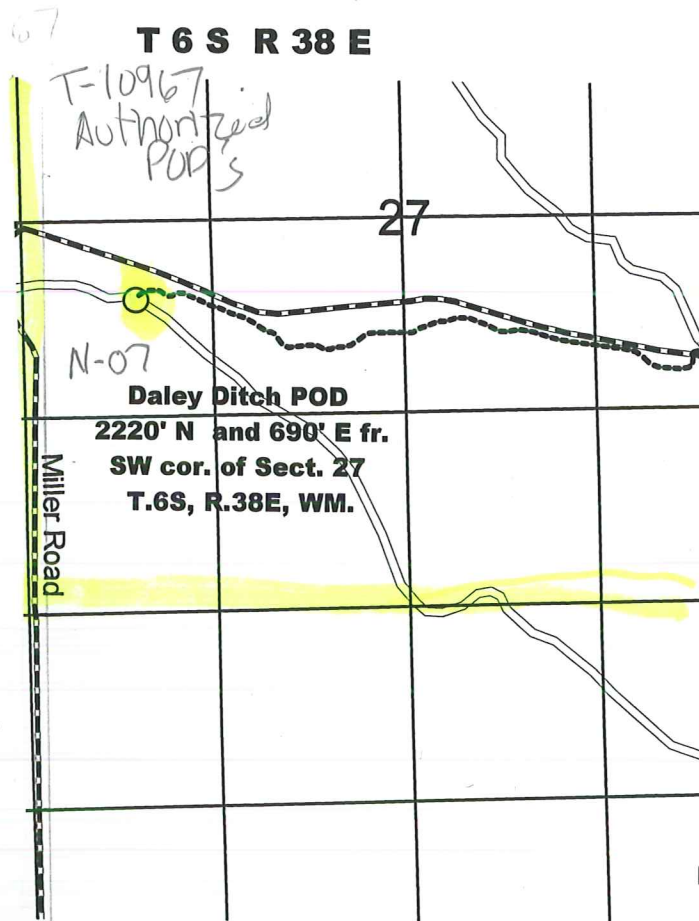 67
T 6 S R 38 E
T-10967
Authorized
POD's
27
N-07
Daley Ditch POD
2220' N and 690' E fr.
SW cor. of Sect. 27
T.6S, R.38E, WM.
Miller Road